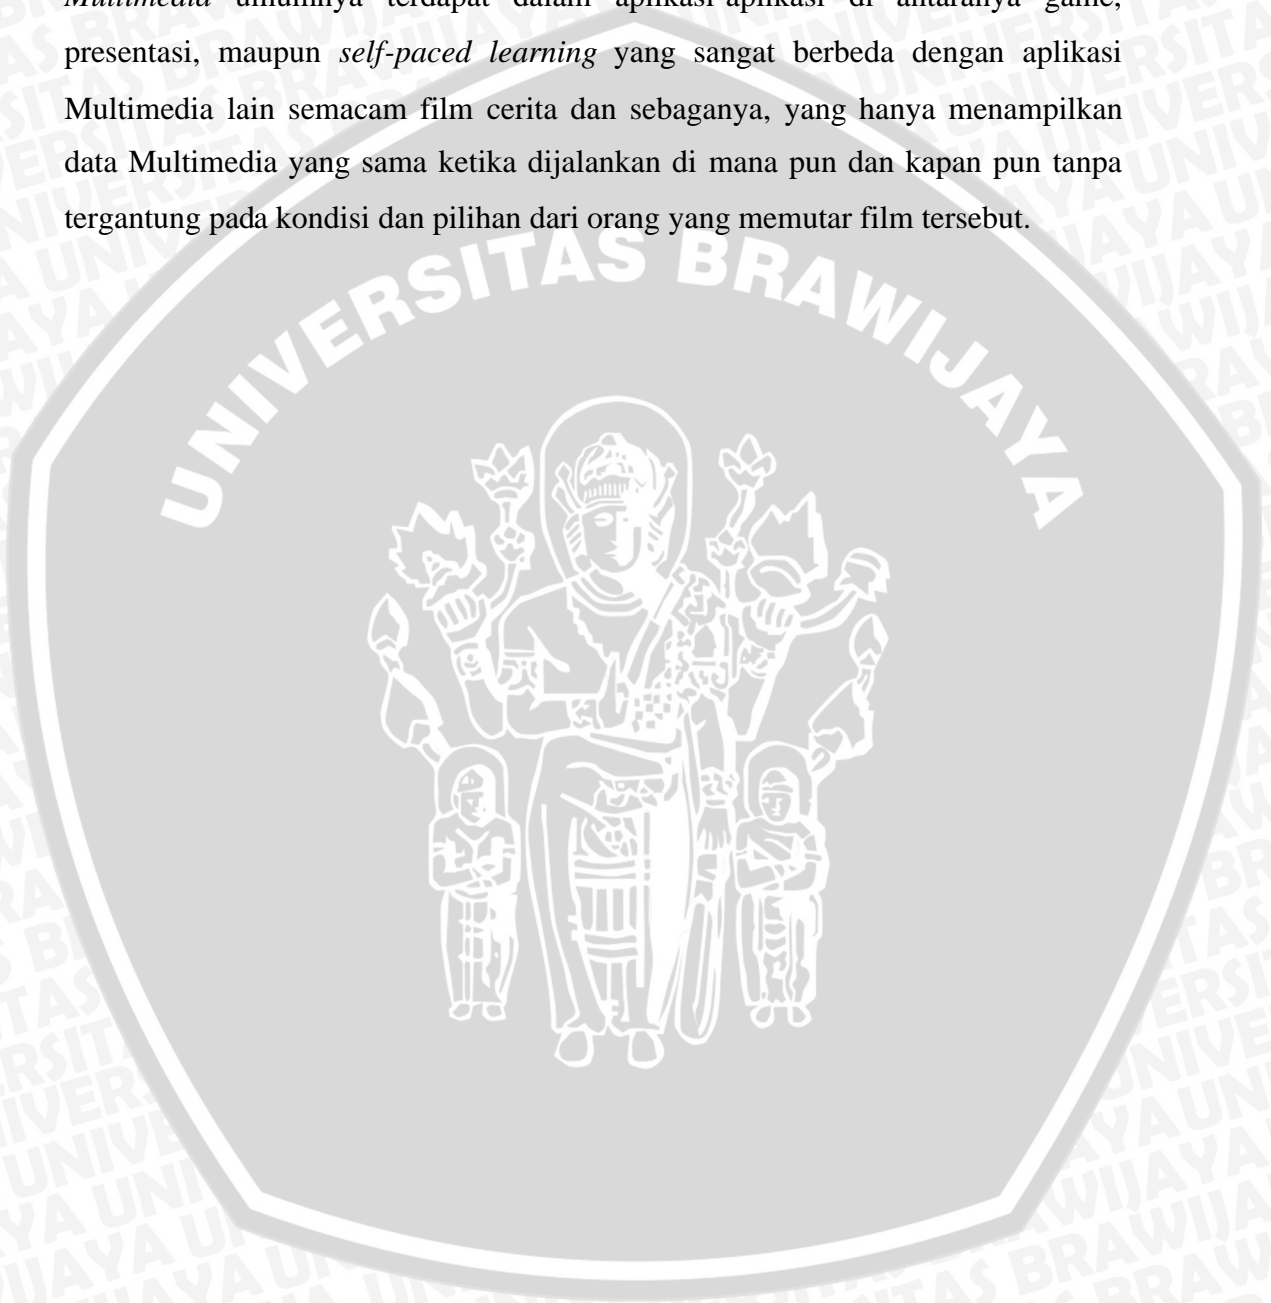 Multimedia umumnya terdapat dalam aplikasi-aplikasi di antaranya game,
presentasi, maupun self-paced learning yang sangat berbeda dengan aplikasi
Multimedia lain semacam film cerita dan sebaganya, yang hanya menampilkan
data Multimedia yang sama ketika dijalankan di mana pun dan kapan pun tanpa
tergantung pada kondisi dan pilihan dari orang yang memutar film tersebut.
UNIVERSITAS BRAWIJAYA